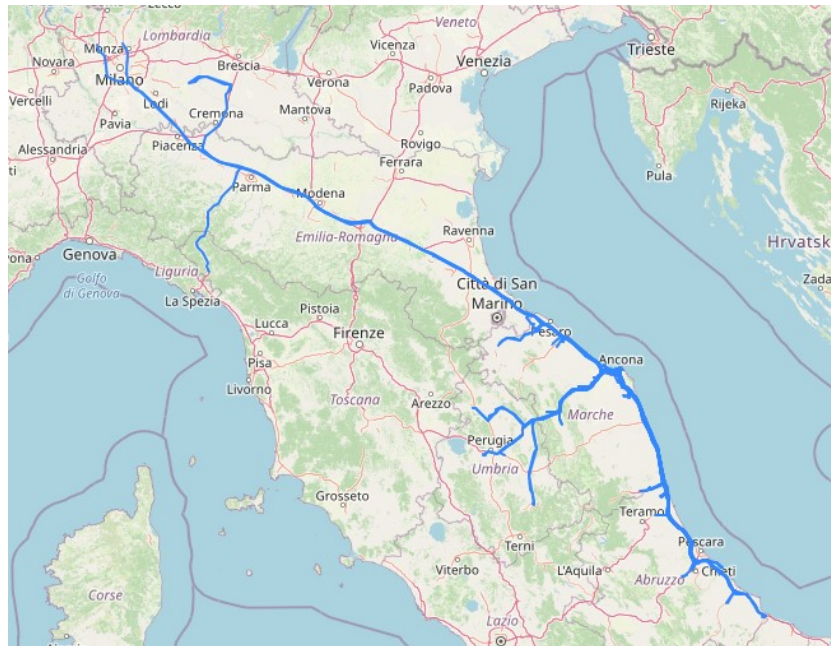 Lecco
Lombardia
Veneto
Monza
Brescia
Vicenza
Trieste
Novara
Milano
Verona
Venezia
Padova
Vercelli
Lodi
Rijeka
Pavia
Cremona
Mantova
Alessandria
Piacenza
Rovigo
Ferrara
Pula
ti
Parma
Modena
Ravenna
Emilia-Romagna
Hrvatsk
Genova
ona
Liguria
Golfo
di Genova
Città di San
Marino
Zada
La Spezia
Pistoia
Pesaro
Lucca
Firenze
Pisa
Ancona
Livorno
Toscana
Arezzo
Marche
Perugia
Umbria
Grosseto
Teramo
Terni
Pescara
Viterbo
L'Aquila
Chieti
Abruzzo
Corse
Lazio